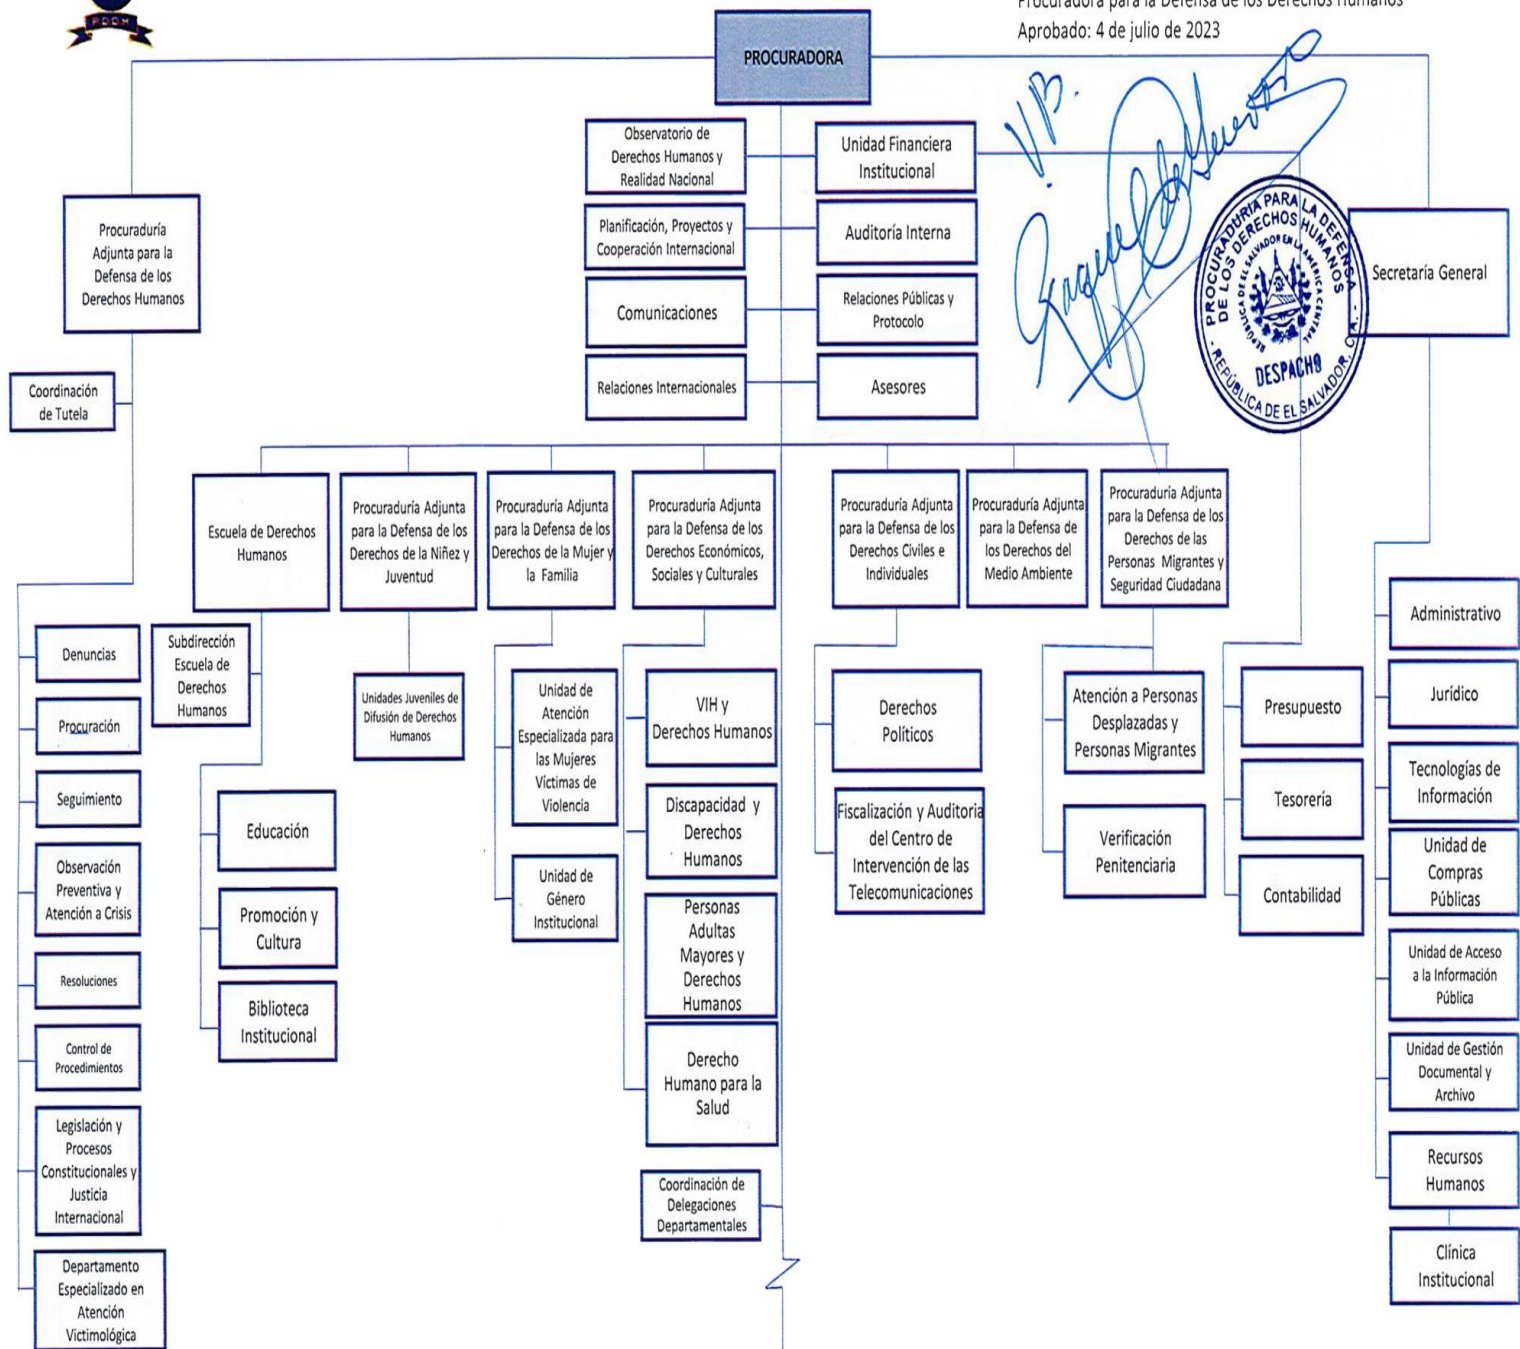 PDDH
Procuradora para la Defensa de los Derechos Humanos
Aprobado: 4 de julio de 2023
PROCURADORA
V.B.
Observatorio de
Derechos Humanos y
Realidad Nacional
Unidad Financiera
Institucional
Planificación, Proyectos y
Cooperación Internacional
Auditoría Interna
Comunicaciones
Relaciones Públicas y
Protocolo
Relaciones Internacionales
Asesores
PROCURADURIA PARA LA DEFENSA
DE LOS DERECHOS HUMANOS
REPÚBLICA DE EL SALVADOR EN LA AMÉRICA CENTRAL
DESPACHO
- REPÚBLICA DE EL SALVADOR, C.A. -
Secretaría General
Procuraduría
Adjunta para la
Defensa de los
Derechos Humanos
Coordinación
de Tutela
Escuela de Derechos
Humanos
Procuraduría Adjunta
para la Defensa de los
Derechos de la Niñez y
Juventud
Procuraduría Adjunta
para la Defensa de los
Derechos de la Mujer y
la Familia
Procuraduría Adjunta
para la Defensa de los
Derechos Económicos,
Sociales y Culturales
Procuraduría Adjunta
para la Defensa de los
Derechos Civiles e
Individuales
Procuraduría Adjunta
para la Defensa de
los Derechos del
Medio Ambiente
Procuraduría Adjunta
para la Defensa de los
Derechos de las
Personas Migrantes y
Seguridad Ciudadana
Denuncias
Procuración
Seguimiento
Observación
Preventiva y
Atención a Crisis
Resoluciones
Control de
Procedimientos
Legislación y
Procesos
Constitucionales y
Justicia
Internacional
Departamento
Especializado en
Atención
Victimológica
Subdirección
Escuela de
Derechos
Humanos
Educación
Promoción y
Cultura
Biblioteca
Institucional
Unidades Juveniles de
Difusión de Derechos
Humanos
Unidad de
Atención
Especializada para
las Mujeres
Víctimas de
Violencia
Unidad de
Género
Institucional
VIH y
Derechos Humanos
Discapacidad y
Derechos
Humanos
Personas
Adultas
Mayores y
Derechos
Humanos
Derecho
Humano para la
Salud
Coordinación de
Delegaciones
Departamentales
Derechos
Políticos
Fiscalización y Auditoria
del Centro de
Intervención de las
Telecomunicaciones
Atención a Personas
Desplazadas y
Personas Migrantes
Verificación
Penitenciaria
Presupuesto
Tesorería
Contabilidad
Administrativo
Jurídico
Tecnologías de
Información
Unidad de
Compras
Públicas
Unidad de Acceso
a la Información
Pública
Unidad de Gestión
Documental y
Archivo
Recursos
Humanos
Clínica
Institucional